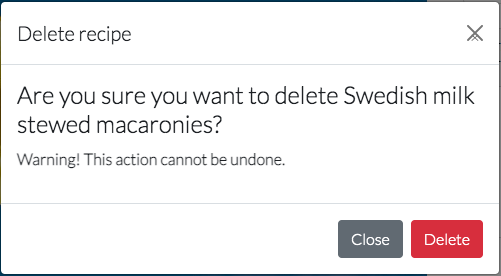 Delete recipe
Are you sure you want to delete Swedish milk
stewed macaronies?
Warning! This action cannot be undone.
Close
Delete